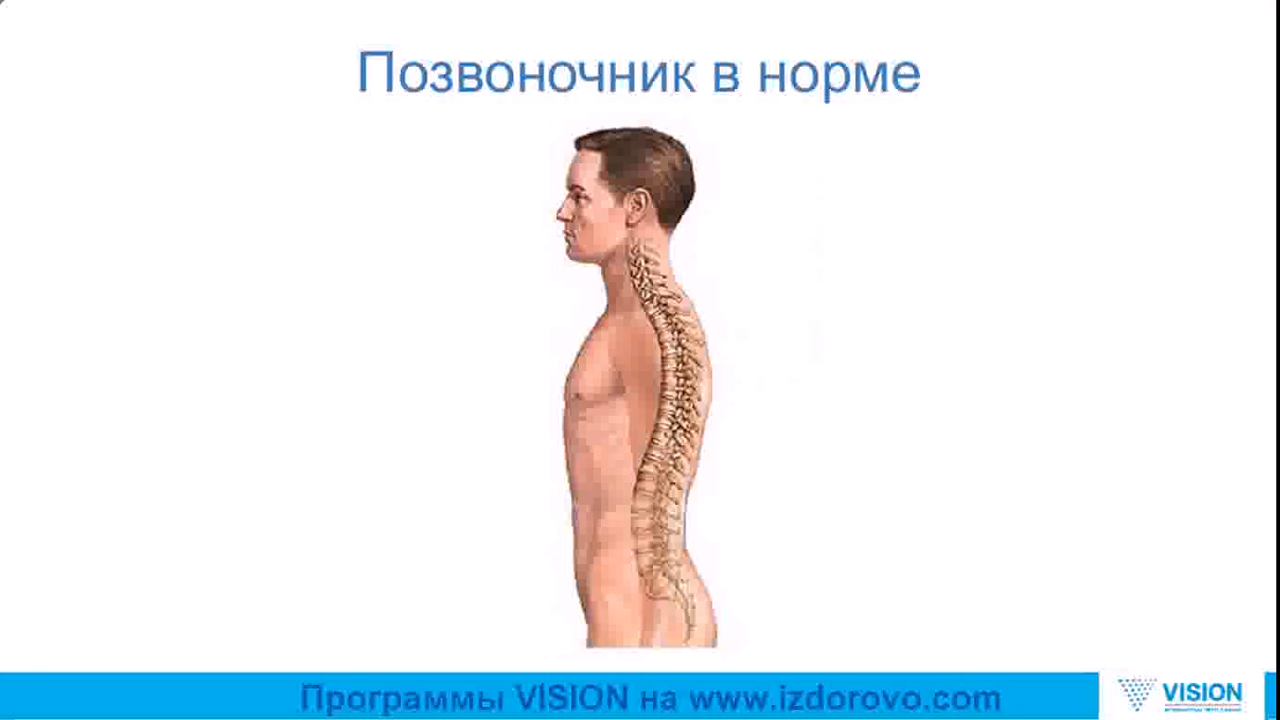 Позвоночник в норме
Программы VISION на www.izdorovo.com
VISION